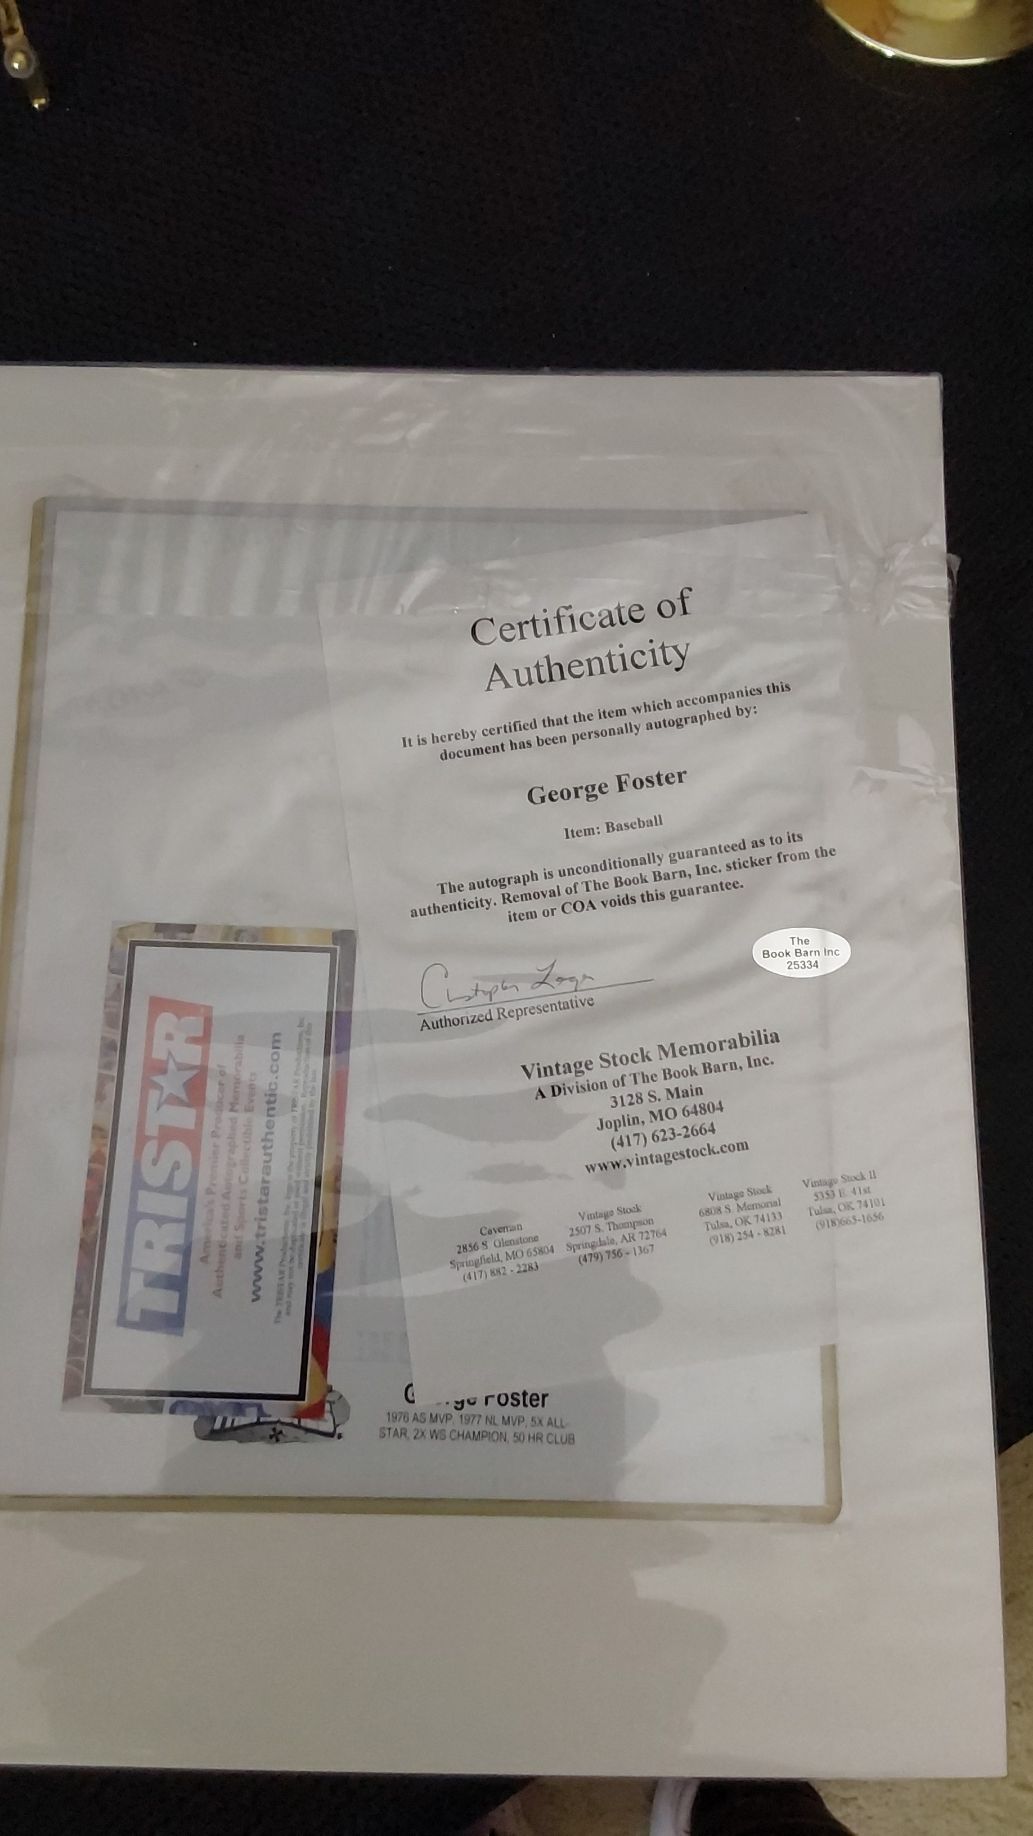 Certificate of
Authenticity
It is hereby certified that the item which accompanies this
document has been personally autographed by:
George Foster
Item: Baseball
The autograph is unconditionally guaranteed as to its
authenticity. Removal of The Book Barn, Inc. sticker from the
item or COA voids this guarantee.
The
Book Barn Inc
25334
Authorized Representative
Vintage Stock Memorabilia
A Division of The Book Barn, Inc.
3128 S. Main
Joplin, MO 64804
(417) 623-2664
www.vintagestock.com
Caveman
2856 S Glenstone
Springfield, MO 65804
(417) 882 - 2283
Vintage Stock
2507 S. Thompson
Springdale, AR 72764
(479) 756 - 1367
Vintage Stock
6808 S. Memorial
Tulsa, OK 74133
(918) 254 - 8281
Vintage Stock II
5353 E. 41st
Tulsa, OK
(918)665-1656
TRISTAR
America's Premier Producer of
Authenticated Autographed Memorabilia
and Sports Collectible Events
www.tristarauthentic.com
Foster
1976 AS MVP, 1977 NL MVP, 5X ALL-
STAR, 2X WS CHAMPION, 50 HR CLUB